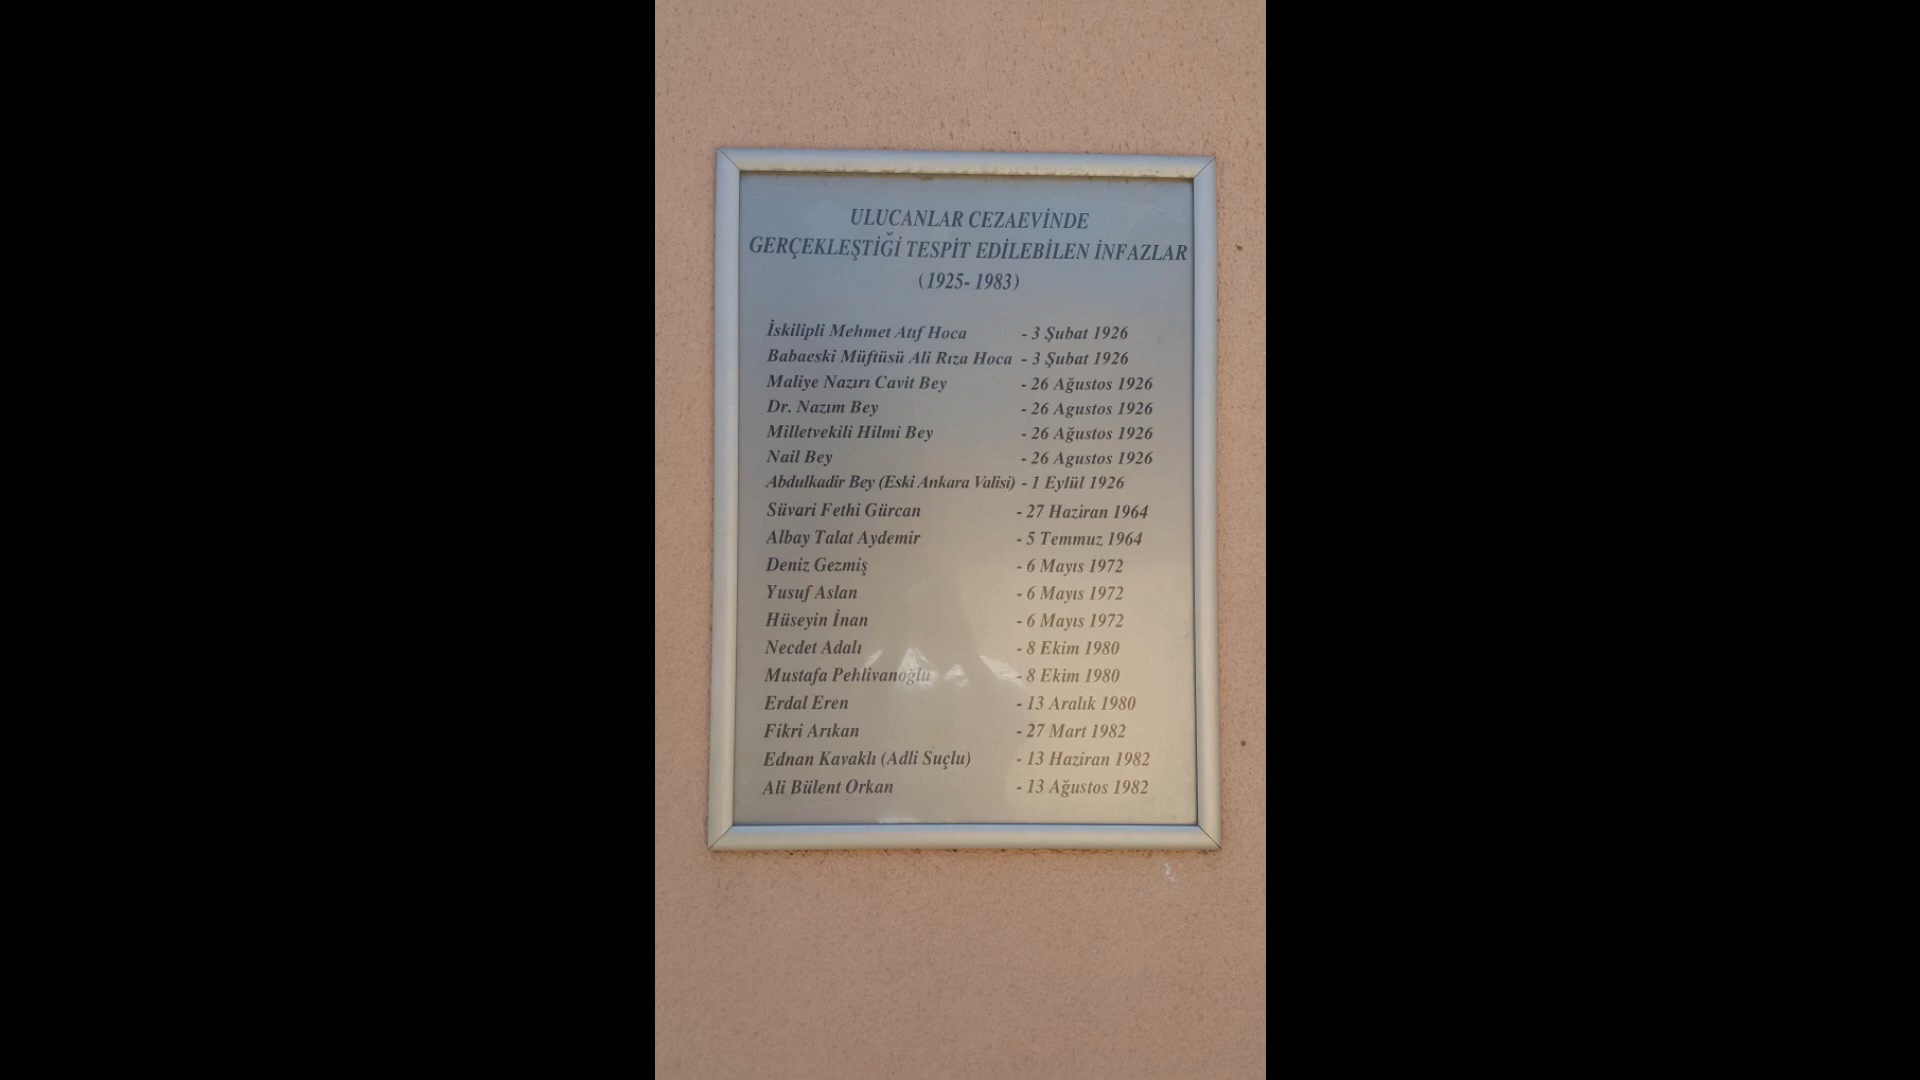 ULUCANLAR CEZAEVİNDE
GERÇEKLEŞTİĞİ TESPİT EDİLEBİLEN İNFAZLAR
(1925- 1983)
İskilipli Mehmet Atıf Hoca - 3 Şubat 1926
Babaeski Müftüsü Ali Rıza Hoca - 3 Şubat 1926
Maliye Nazırı Cavit Bey - 26 Ağustos 1926
Dr. Nazım Bey - 26 Agustos 1926
Milletvekili Hilmi Bey - 26 Ağustos 1926
Nail Bey - 26 Agustos 1926
Abdulkadir Bey (Eski Ankara Valisi) - 1 Eylül 1926
Süvari Fethi Gürcan - 27 Haziran 1964
Albay Talat Aydemir - 5 Temmuz 1964
Deniz Gezmiş - 6 Mayıs 1972
Yusuf Aslan - 6 Mayıs 1972
Hüseyin İnan - 6 Mayıs 1972
Necdet Adalı - 8 Ekim 1980
Mustafa Pehlivanoğlu - 8 Ekim 1980
Erdal Eren - 13 Aralık 1980
Fikri Arıkan - 27 Mart 1982
Ednan Kavaklı (Adli Suçlu) - 13 Haziran 1982
Ali Bülent Orkan - 13 Ağustos 1982